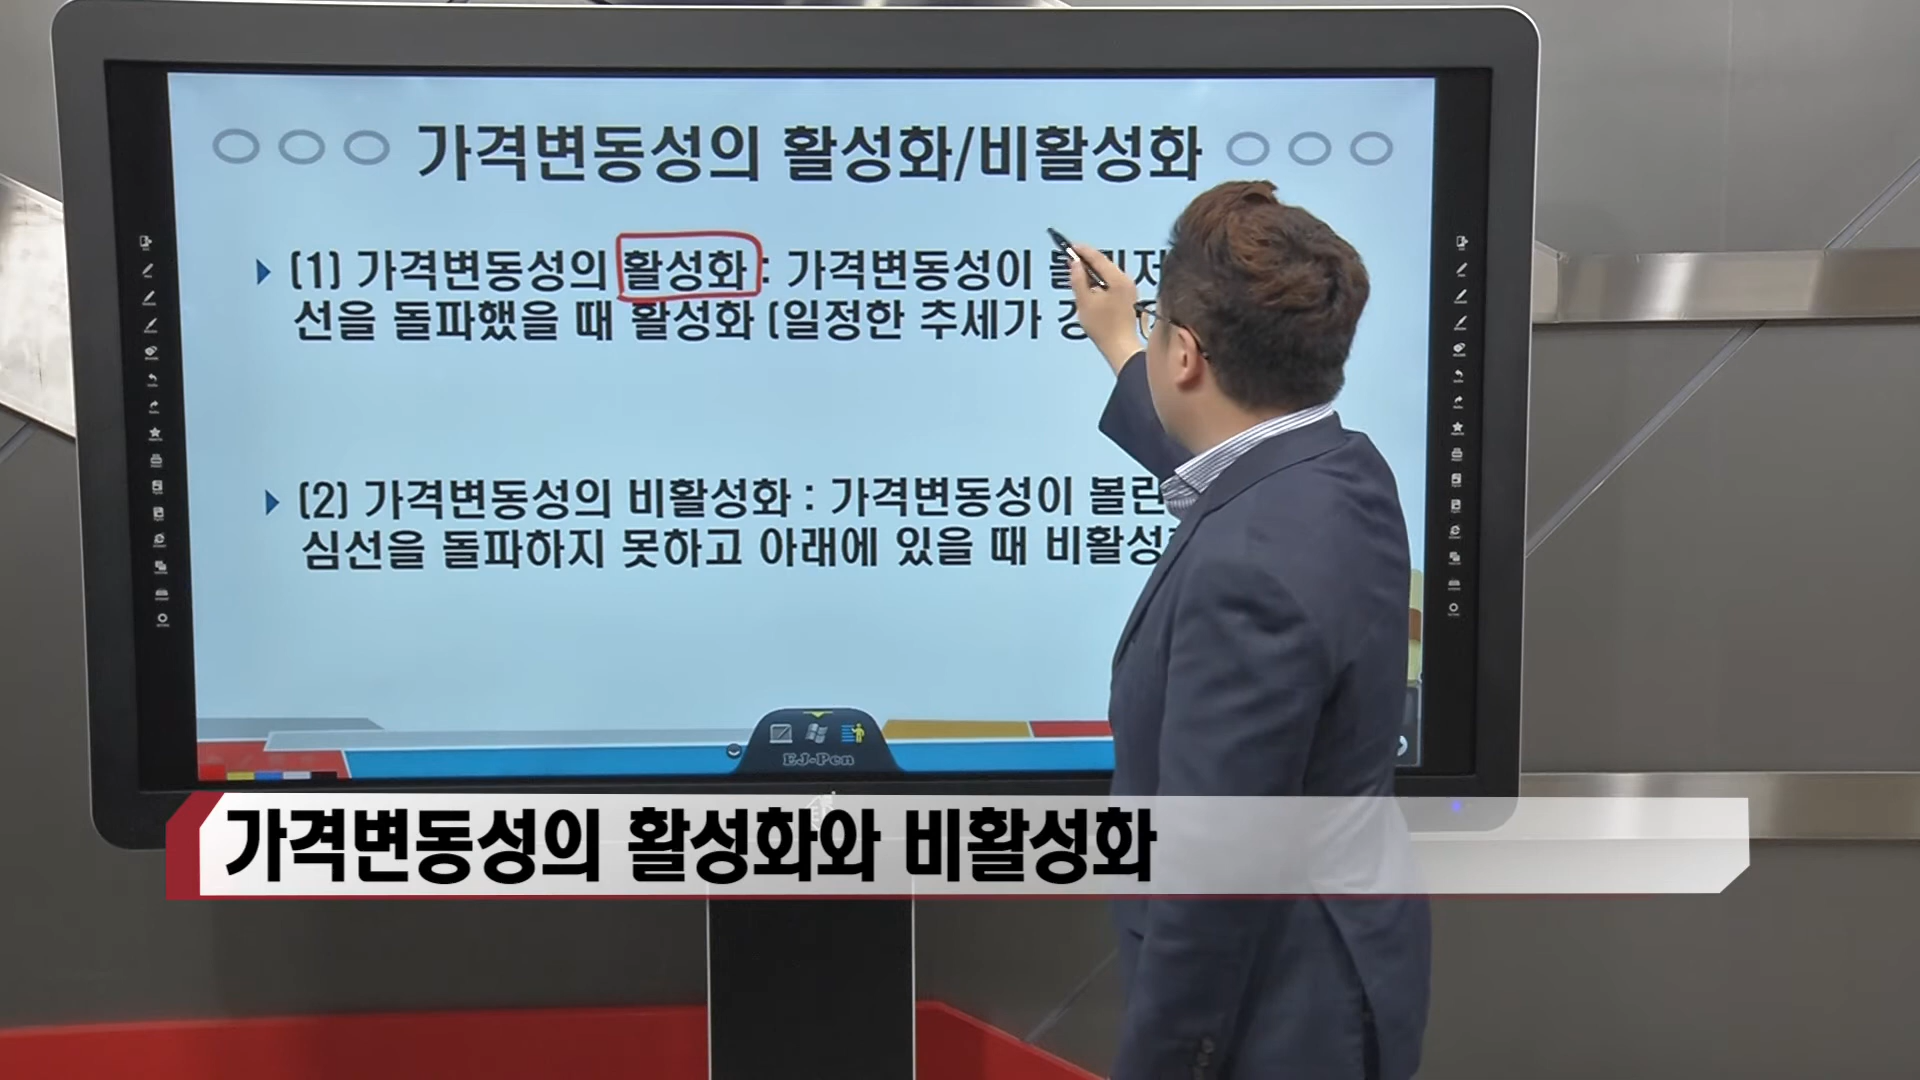 가격변동성의 활성화/비활성화
(1) 가격변동성의 활성화 : 가격변동성이
선을 돌파했을 때 활성화 (일정한 추세가
(2) 가격변동성의 비활성화 : 가격변동성이 볼린
심선을 돌파하지 못하고 아래에 있을 때
EJ-Pen
가격변동성의 활성화와 비활성화